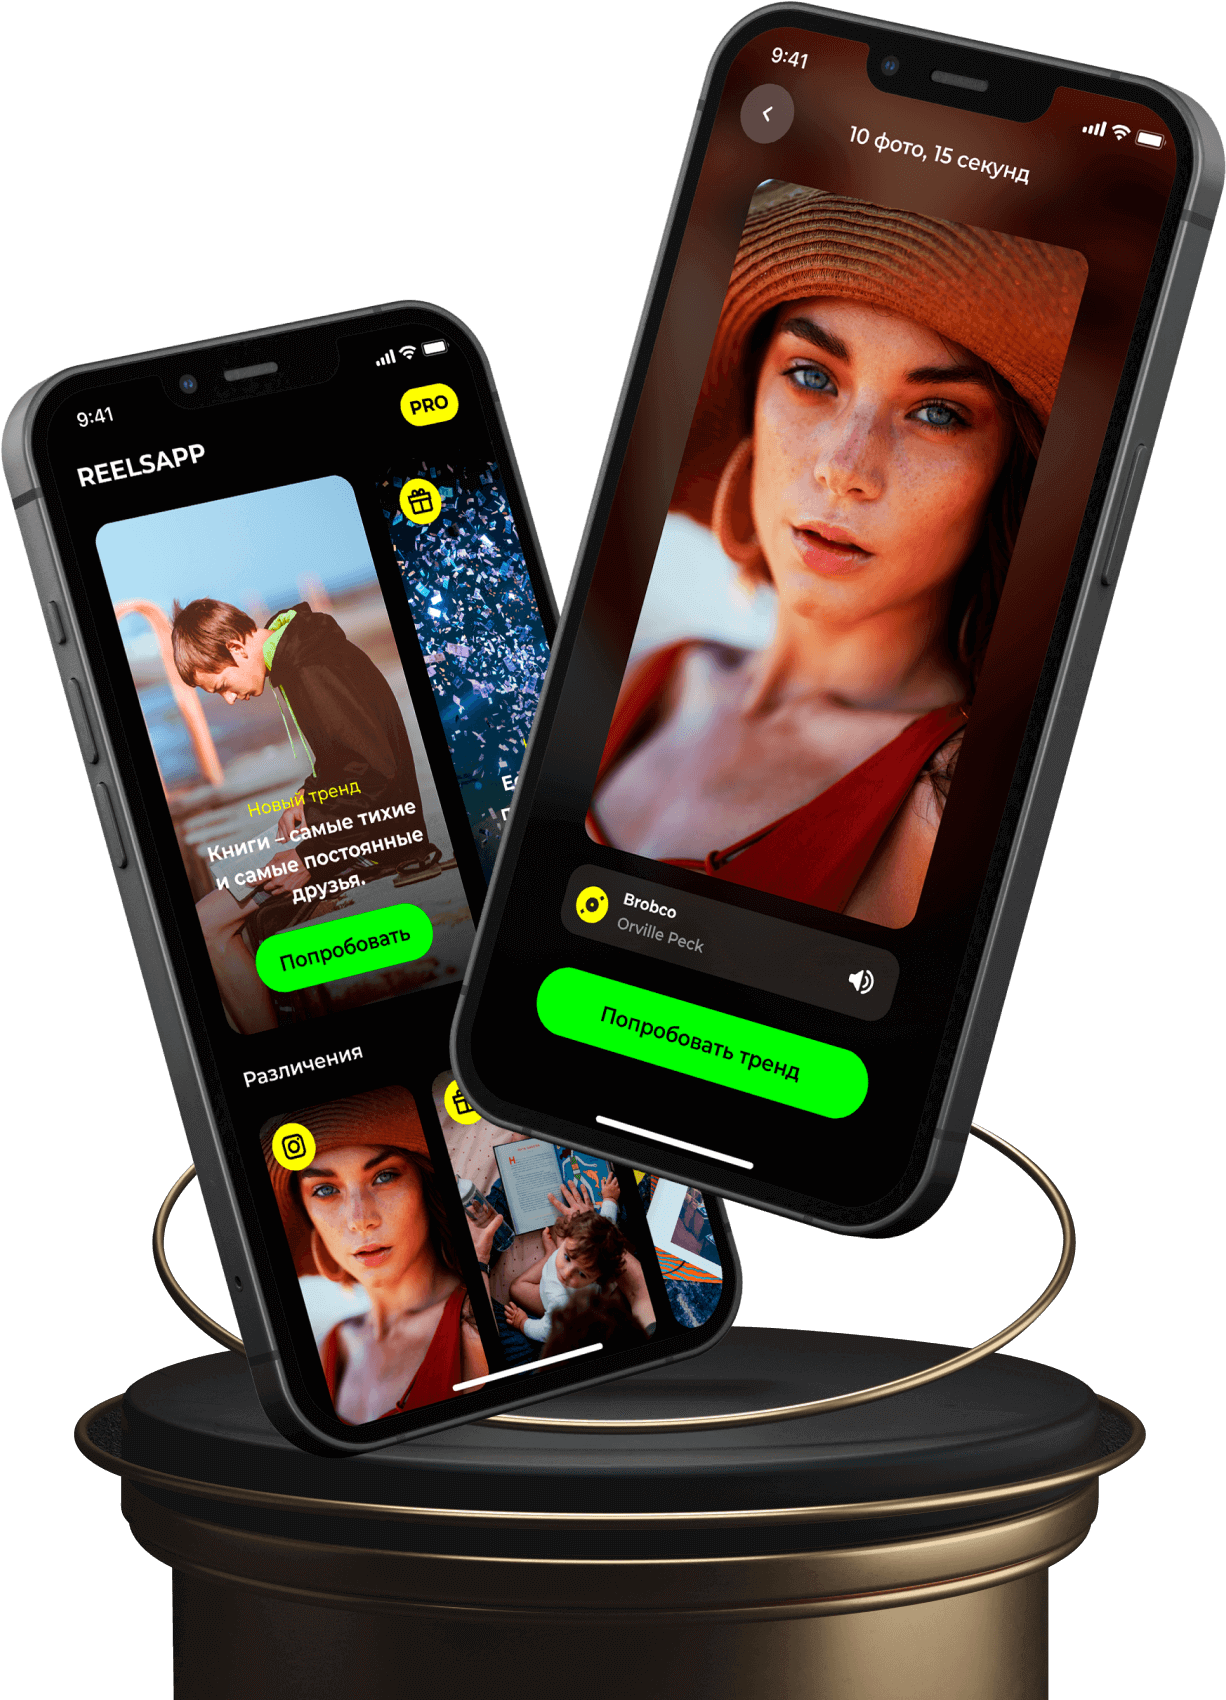 9:41
PRO
REELSAPP
Новый тренд
Книги – самые тихие
и самые постоянные
друзья.
Попробовать
Различения
9:41
10 фото, 15 секунд
Brobco
Orville Peck
Попробовать тренд